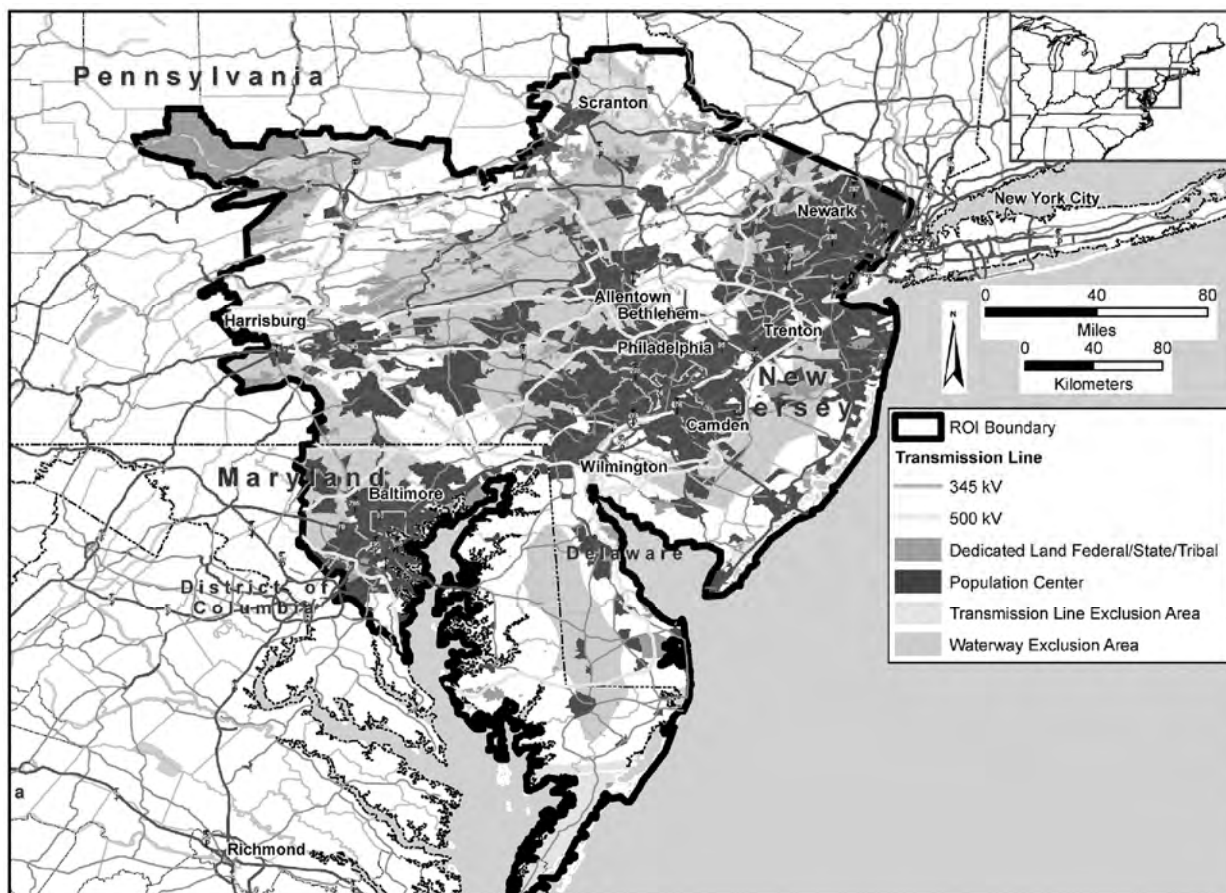 Pennsylvania
Scranton
Newark
New York City
Allentown
Bethlehem
Harrisburg
Trenton
Philadelphia
New
Jersey
Camden
Maryland
Wilmington
Baltimore
Delaware
District of
Columbia
Richmond
a
N
0 40 80
Miles
0 40 80
Kilometers
ROI Boundary
Transmission Line
345 kV
500 kV
Dedicated Land Federal/State/Tribal
Population Center
Transmission Line Exclusion Area
Waterway Exclusion Area